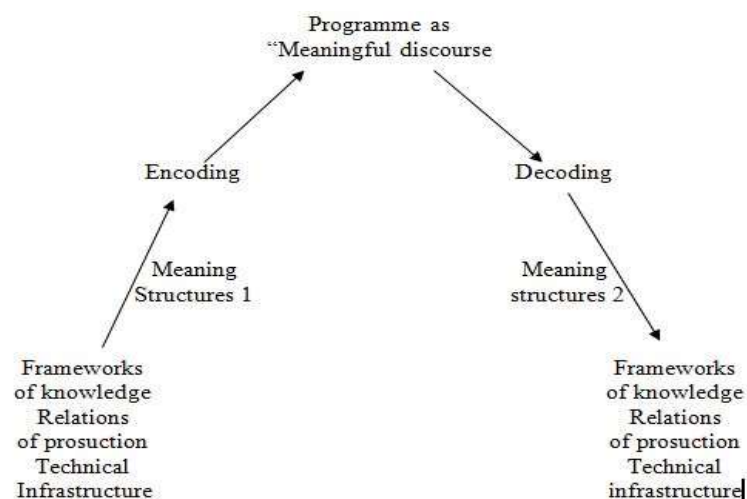 Programme as
“Meaningful discourse
Encoding
Decoding
Meaning
Structures 1
Meaning
structures 2
Frameworks
of knowledge
Relations
of prosuction
Technical
Infrastructure
Frameworks
of knowledge
Relations
of prosuction
Technical
infrastructure